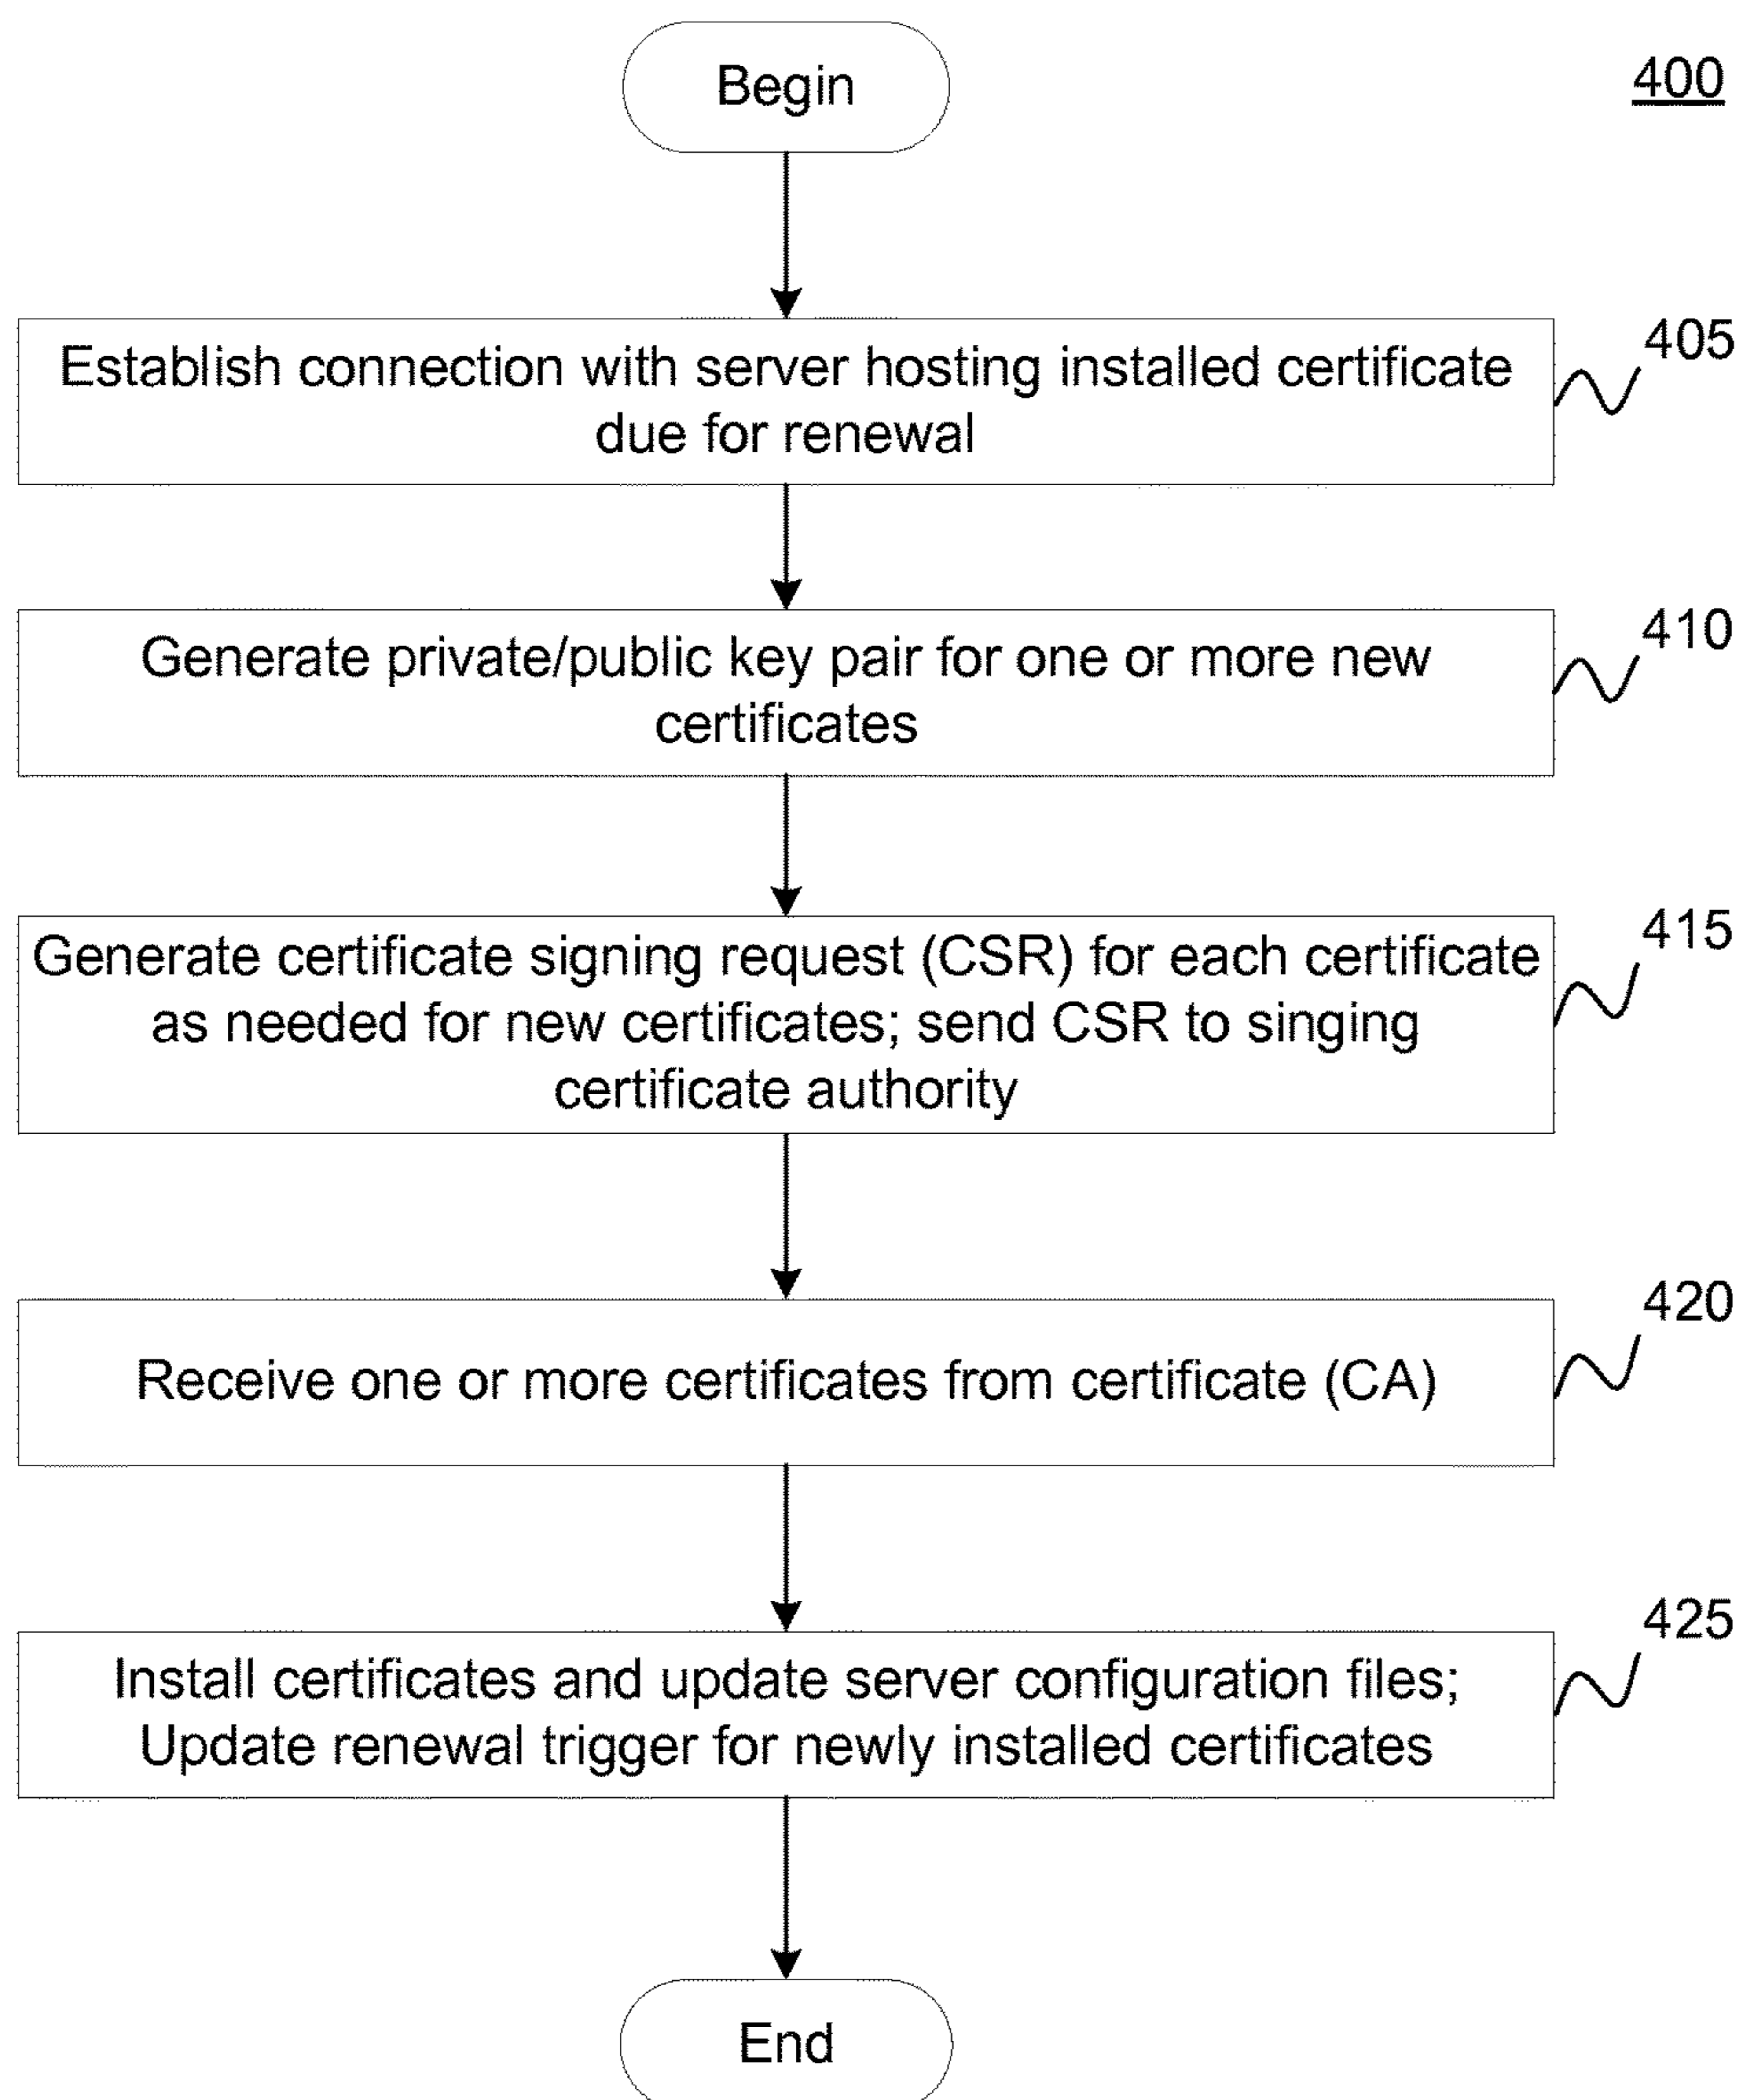 Begin
400
Establish connection with server hosting installed certificate
due for renewal
405
Generate private/public key pair for one or more new
certificates
410
Generate certificate signing request (CSR) for each certificate
as needed for new certificates; send CSR to singing
certificate authority
415
Receive one or more certificates from certificate (CA)
420
Install certificates and update server configuration files;
Update renewal trigger for newly installed certificates
425
End